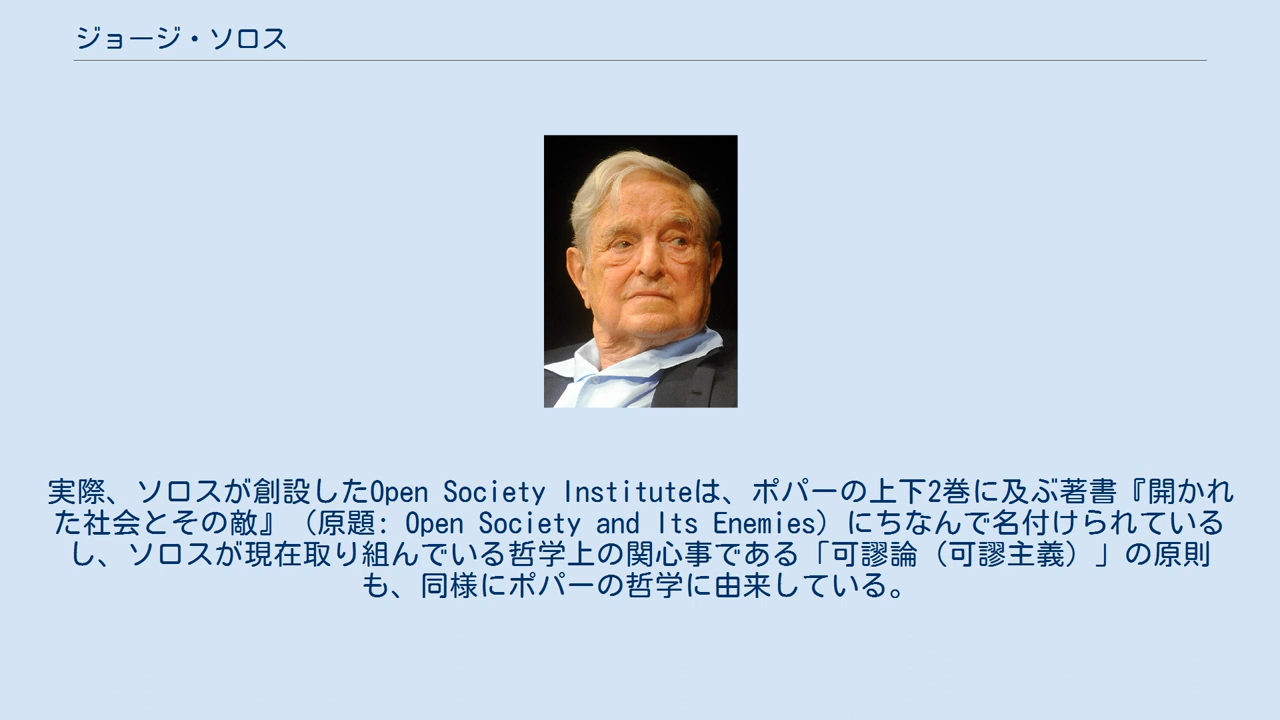 ジョージ・ソロス
実際、ソロスが創設したOpen Society Instituteは、ポパーの上下2巻に及ぶ著書『開かれ
た社会とその敵』（原題: Open Society and Its Enemies）にちなんで名付けられている
し、ソロスが現在取り組んでいる哲学上の関心事である「可謬論（可謬主義）」の原則
も、同様にポパーの哲学に由来している。